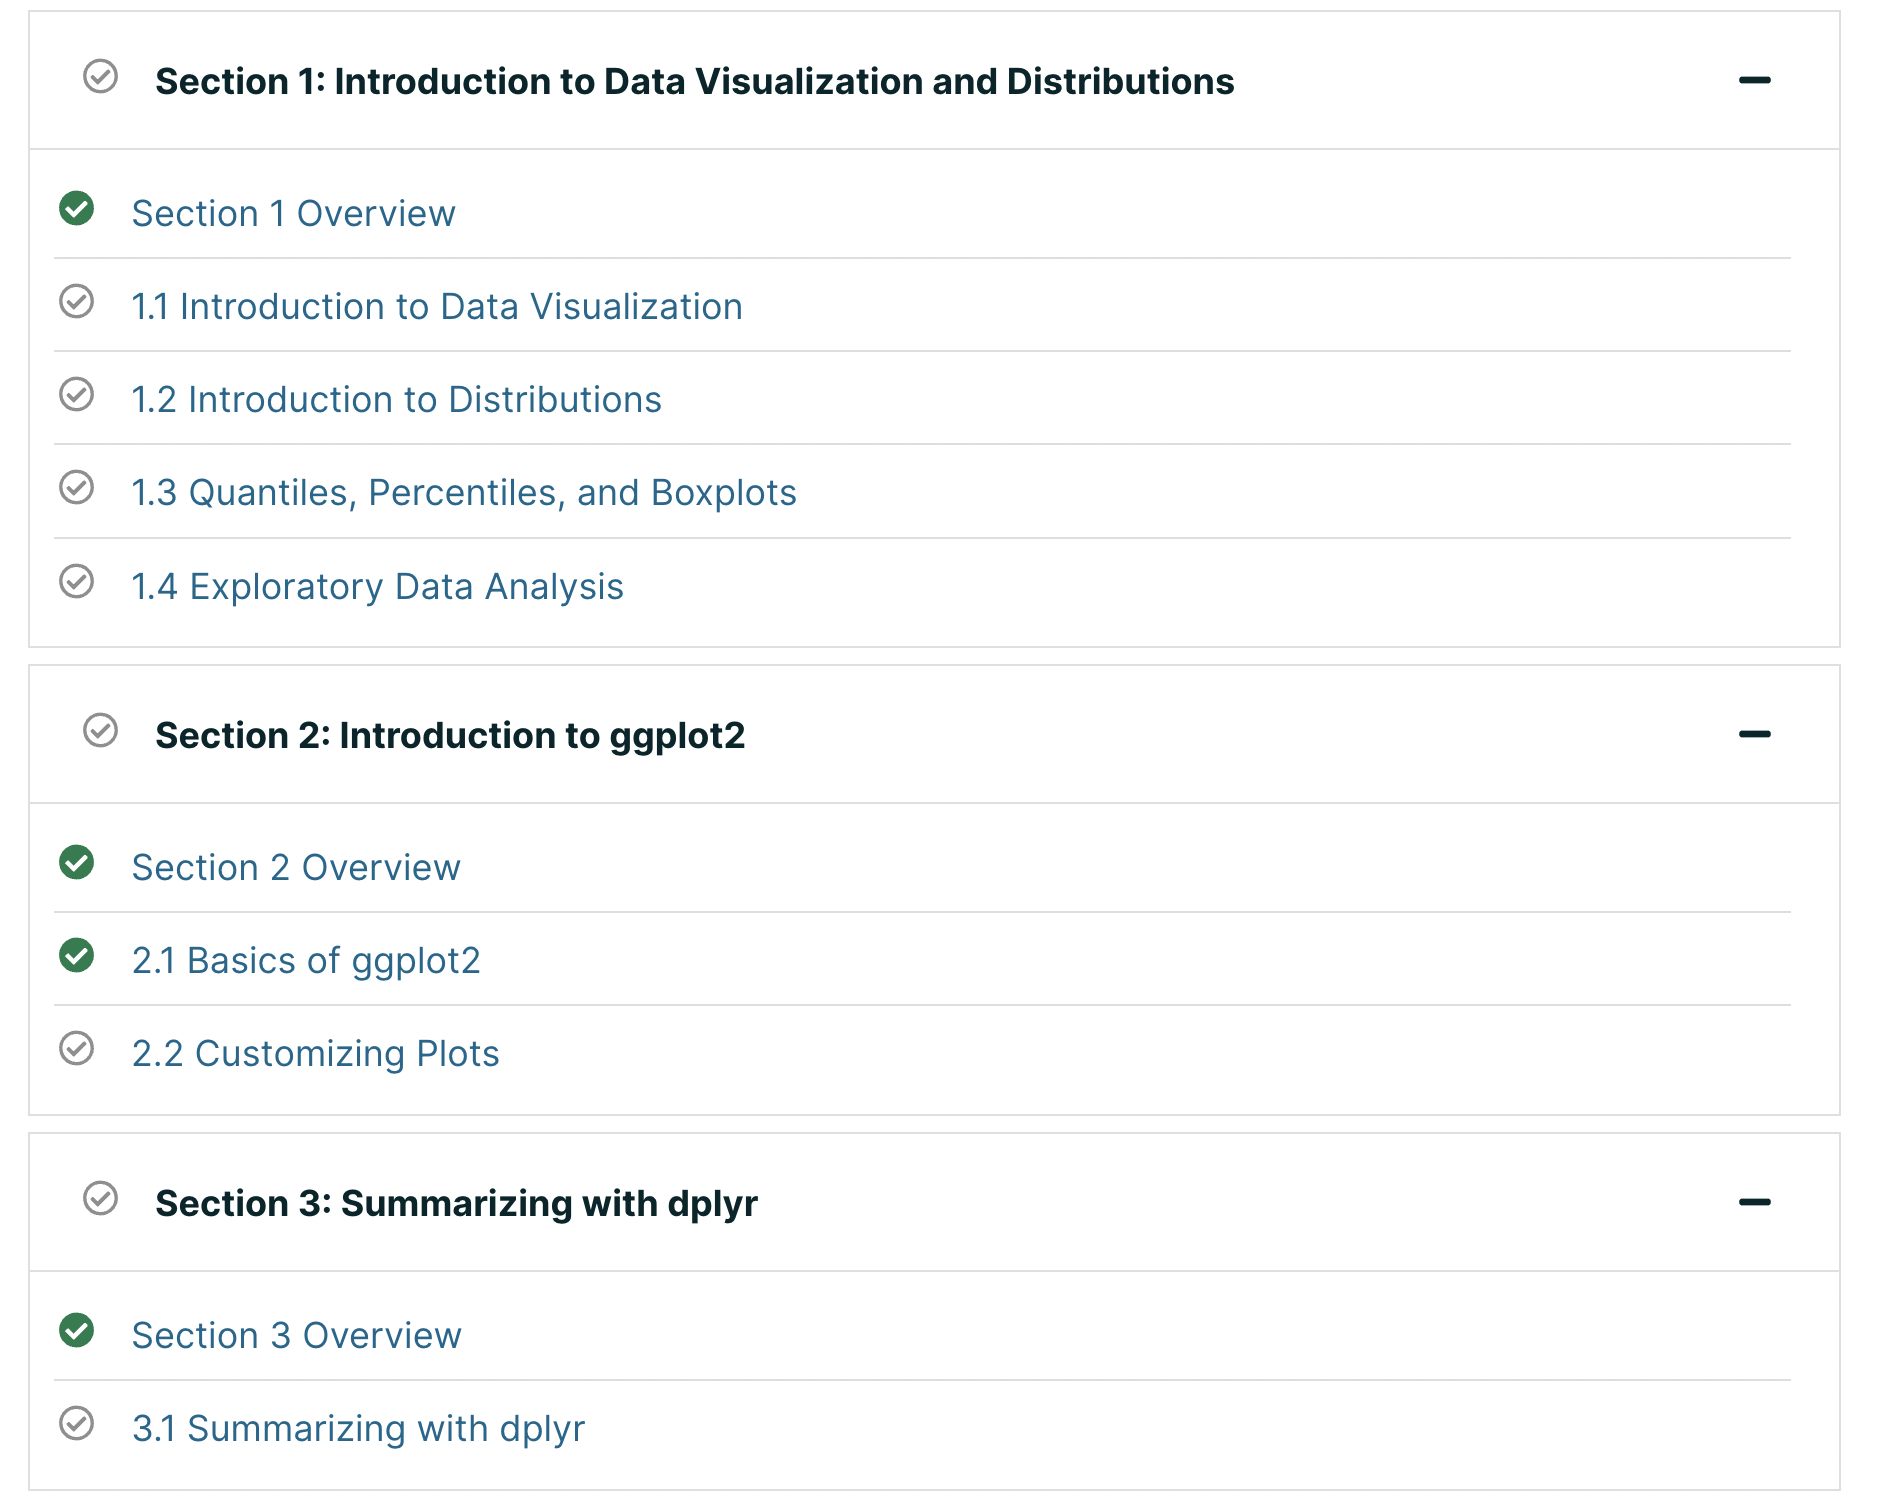 Section 1: Introduction to Data Visualization and Distributions
Section 1 Overview
1.1 Introduction to Data Visualization
1.2 Introduction to Distributions
1.3 Quantiles, Percentiles, and Boxplots
1.4 Exploratory Data Analysis
Section 2: Introduction to ggplot2
Section 2 Overview
2.1 Basics of ggplot2
2.2 Customizing Plots
Section 3: Summarizing with dplyr
Section 3 Overview
3.1 Summarizing with dplyr